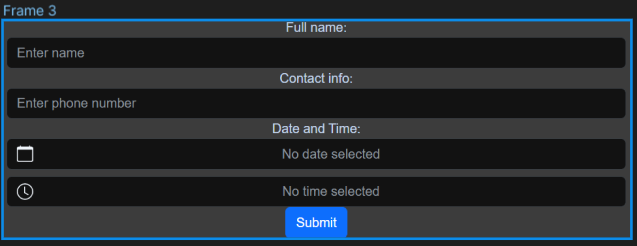 Frame 3
Full name:
Enter name
Contact info:
Enter phone number
Date and Time:
No date selected
No time selected
Submit